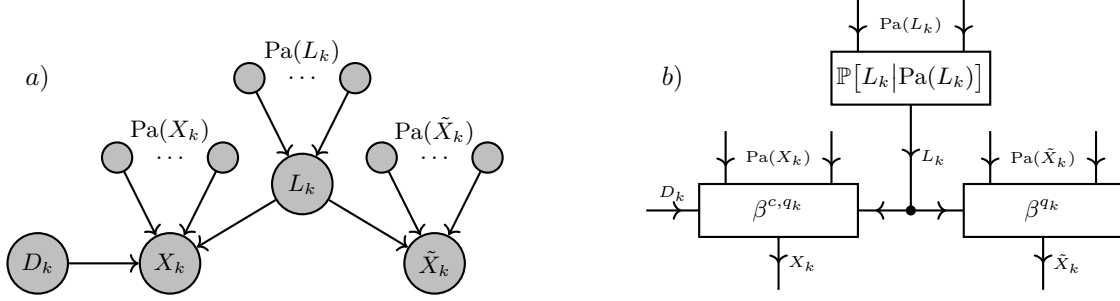 a)
Pa(L_k)
···
Pa(X_k)
···
Pa(X̃_k)
···
L_k
D_k
X_k
X̃_k
b)
Pa(L_k)
ℙ[L_k|Pa(L_k)]
L_k
Pa(X_k)
Pa(X̃_k)
D_k
β^{c,q_k}
β^{q_k}
X_k
X̃_k